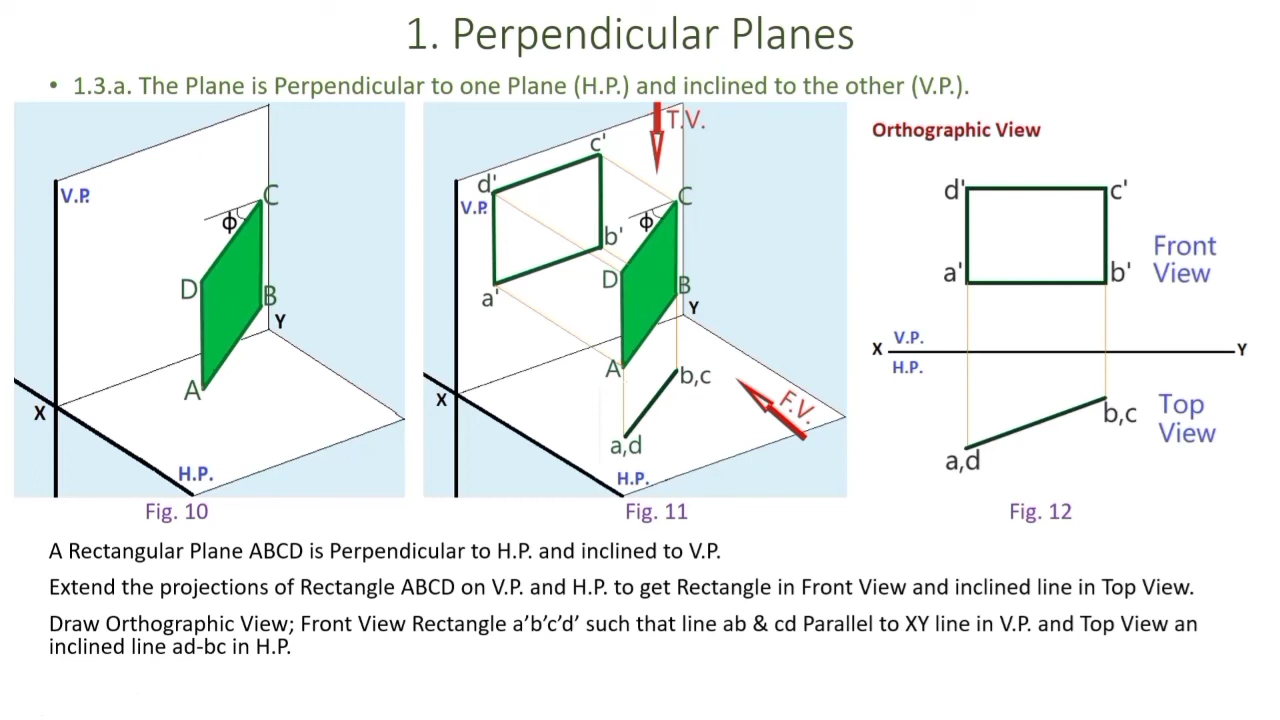 1. Perpendicular Planes
• 1.3.a. The Plane is Perpendicular to one Plane (H.P.) and inclined to the other (V.P.).
V.P.
C
ϕ
D
B
Y
A
X
H.P.
Fig. 10
T.V.
c'
d'
V.P.
C
ϕ
b'
D
B
a'
Y
A
b,c
X
F.V.
a,d
H.P.
Fig. 11
Orthographic View
d'
c'
a'
b'
Front
View
X
V.P.
Y
H.P.
b,c
Top
View
a,d
Fig. 12
A Rectangular Plane ABCD is Perpendicular to H.P. and inclined to V.P.
Extend the projections of Rectangle ABCD on V.P. and H.P. to get Rectangle in Front View and inclined line in Top View.
Draw Orthographic View; Front View Rectangle a’b’c’d’ such that line ab & cd Parallel to XY line in V.P. and Top View an
inclined line ad-bc in H.P.